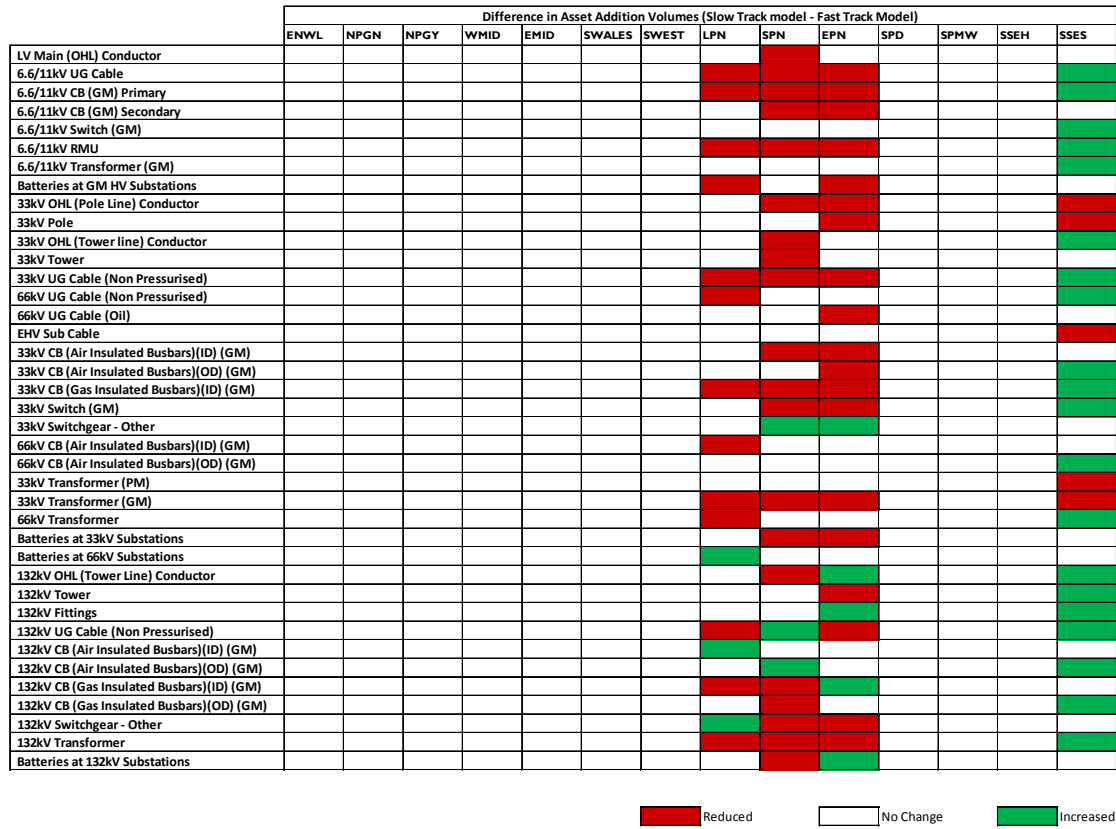 Difference in Asset Addition Volumes (Slow Track model - Fast Track Model)
ENWL NPGN NPGY WMID EMID SWALES SWEST LPN SPN EPN SPD SPMW SSEH SSES
LV Main (OHL) Conductor
6.6/11kV UG Cable
6.6/11kV CB (GM) Primary
6.6/11kV CB (GM) Secondary
6.6/11kV Switch (GM)
6.6/11kV RMU
6.6/11kV Transformer (GM)
Batteries at GM HV Substations
33kV OHL (Pole Line) Conductor
33kV Pole
33kV OHL (Tower line) Conductor
33kV Tower
33kV UG Cable (Non Pressurised)
66kV UG Cable (Non Pressurised)
66kV UG Cable (Oil)
EHV Sub Cable
33kV CB (Air Insulated Busbars)(ID) (GM)
33kV CB (Air Insulated Busbars)(OD) (GM)
33kV CB (Gas Insulated Busbars)(ID) (GM)
33kV Switch (GM)
33kV Switchgear - Other
66kV CB (Air Insulated Busbars)(ID) (GM)
66kV CB (Air Insulated Busbars)(OD) (GM)
33kV Transformer (PM)
33kV Transformer (GM)
66kV Transformer
Batteries at 33kV Substations
Batteries at 66kV Substations
132kV OHL (Tower Line) Conductor
132kV Tower
132kV Fittings
132kV UG Cable (Non Pressurised)
132kV CB (Air Insulated Busbars)(ID) (GM)
132kV CB (Air Insulated Busbars)(OD) (GM)
132kV CB (Gas Insulated Busbars)(ID) (GM)
132kV CB (Gas Insulated Busbars)(OD) (GM)
132kV Switchgear - Other
132kV Transformer
Batteries at 132kV Substations
Reduced No Change Increased